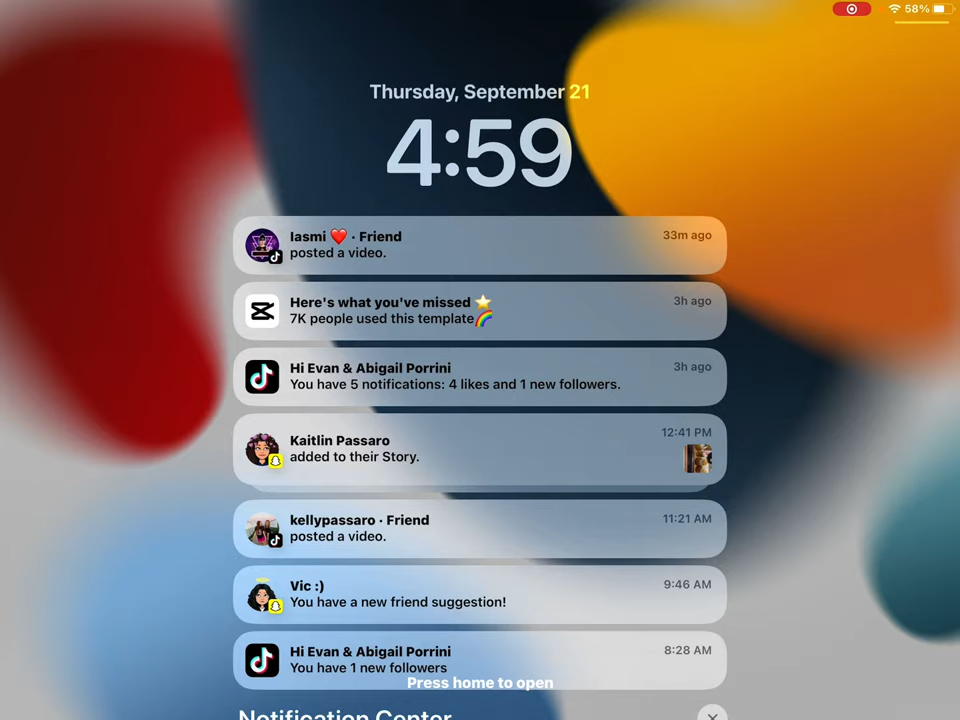 58%
Thursday, September 21
4:59
Iasmi ❤️ · Friend
33m ago
posted a video.
Here's what you've missed ⭐
3h ago
7K people used this template🌈
Hi Evan & Abigail Porrini
3h ago
You have 5 notifications: 4 likes and 1 new followers.
Kaitlin Passaro
12:41 PM
added to their Story.
kellypassaro · Friend
11:21 AM
posted a video.
Vic :)
9:46 AM
You have a new friend suggestion!
Hi Evan & Abigail Porrini
8:28 AM
You have 1 new followers
Press home to open
Notification Center